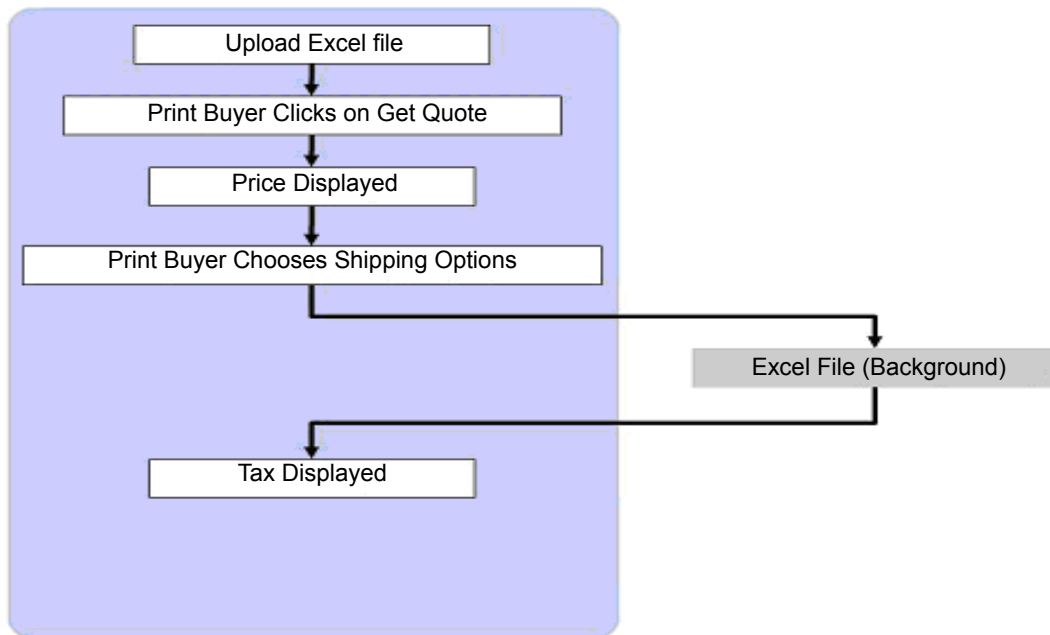 Upload Excel file
Print Buyer Clicks on Get Quote
Price Displayed
Print Buyer Chooses Shipping Options
Excel File (Background)
Tax Displayed